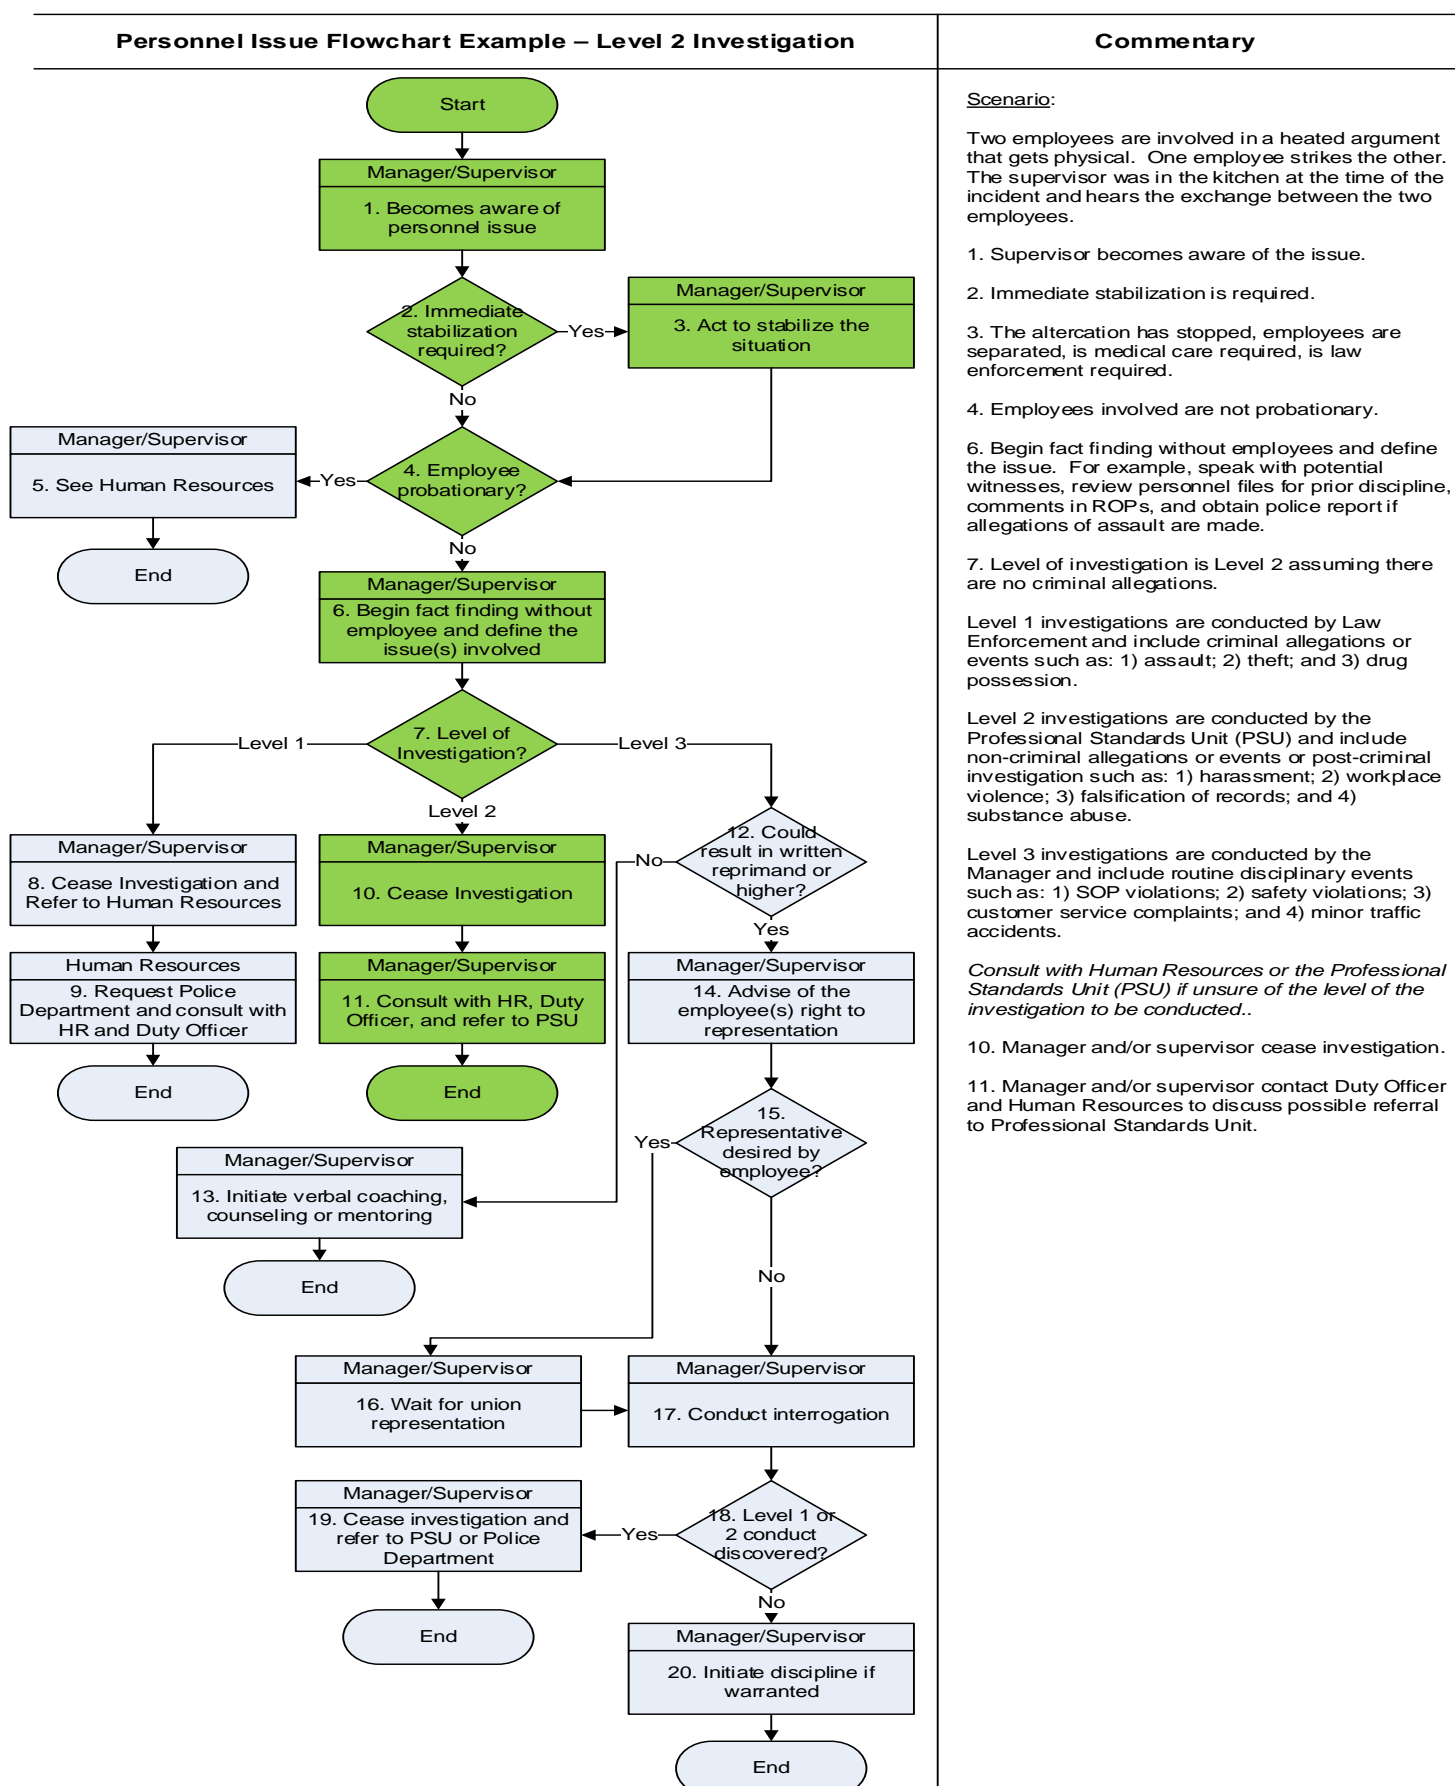 Personnel Issue Flowchart Example – Level 2 Investigation
Start
Manager/Supervisor
1. Becomes aware of
personnel issue
2. Immediate
stabilization
required?
Yes
Manager/Supervisor
3. Act to stabilize the
situation
No
Manager/Supervisor
5. See Human Resources
Yes
4. Employee
probationary?
End
No
Manager/Supervisor
6. Begin fact finding without
employee and define the
issue(s) involved
7. Level of
Investigation?
Level 1
Level 3
Level 2
Manager/Supervisor
8. Cease Investigation and
Refer to Human Resources
Manager/Supervisor
10. Cease Investigation
No
12. Could
result in written
reprimand or
higher?
Yes
Human Resources
9. Request Police
Department and consult with
HR and Duty Officer
Manager/Supervisor
11. Consult with HR, Duty
Officer, and refer to PSU
Manager/Supervisor
14. Advise of the
employee(s) right to
representation
End
End
Yes
15.
Representative
desired by
employee?
Manager/Supervisor
13. Initiate verbal coaching,
counseling or mentoring
End
No
Manager/Supervisor
16. Wait for union
representation
Manager/Supervisor
17. Conduct interrogation
Manager/Supervisor
19. Cease investigation and
refer to PSU or Police
Department
Yes
18. Level 1 or
2 conduct
discovered?
No
End
Manager/Supervisor
20. Initiate discipline if
warranted
End
Commentary
Scenario:
Two employees are involved in a heated argument
that gets physical.  One employee strikes the other.
The supervisor was in the kitchen at the time of the
incident and hears the exchange between the two
employees.
1. Supervisor becomes aware of the issue.
2. Immediate stabilization is required.
3. The altercation has stopped, employees are
separated, is medical care required, is law
enforcement required.
4. Employees involved are not probationary.
6. Begin fact finding without employees and define
the issue.  For example, speak with potential
witnesses, review personnel files for prior discipline,
comments in ROPs, and obtain police report if
allegations of assault are made.
7. Level of investigation is Level 2 assuming there
are no criminal allegations.
Level 1 investigations are conducted by Law
Enforcement and include criminal allegations or
events such as: 1) assault; 2) theft; and 3) drug
possession.
Level 2 investigations are conducted by the
Professional Standards Unit (PSU) and include
non-criminal allegations or events or post-criminal
investigation such as: 1) harassment; 2) workplace
violence; 3) falsification of records; and 4)
substance abuse.
Level 3 investigations are conducted by the
Manager and include routine disciplinary events
such as: 1) SOP violations; 2) safety violations; 3)
customer service complaints; and 4) minor traffic
accidents.
Consult with Human Resources or the Professional
Standards Unit (PSU) if unsure of the level of the
investigation to be conducted..
10. Manager and/or supervisor cease investigation.
11. Manager and/or supervisor contact Duty Officer
and Human Resources to discuss possible referral
to Professional Standards Unit.